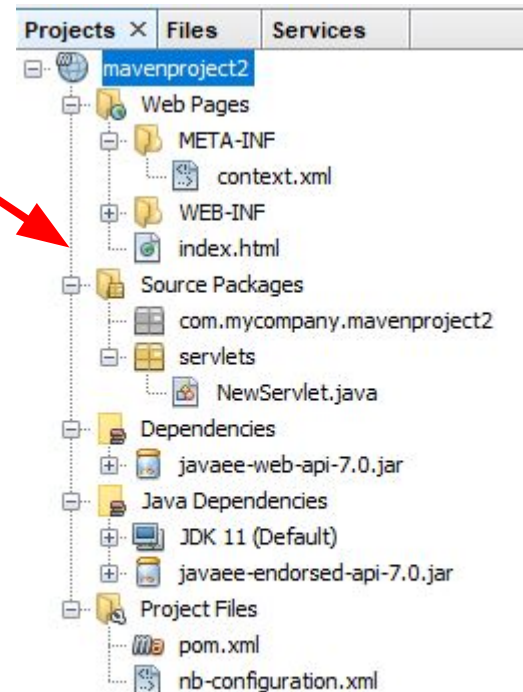 Projects Files Services
mavenproject2
Web Pages
META-INF
context.xml
WEB-INF
index.html
Source Packages
com.mycompany.mavenproject2
servlets
NewServlet.java
Dependencies
javaee-web-api-7.0.jar
Java Dependencies
JDK 11 (Default)
javaee-endorsed-api-7.0.jar
Project Files
pom.xml
nb-configuration.xml